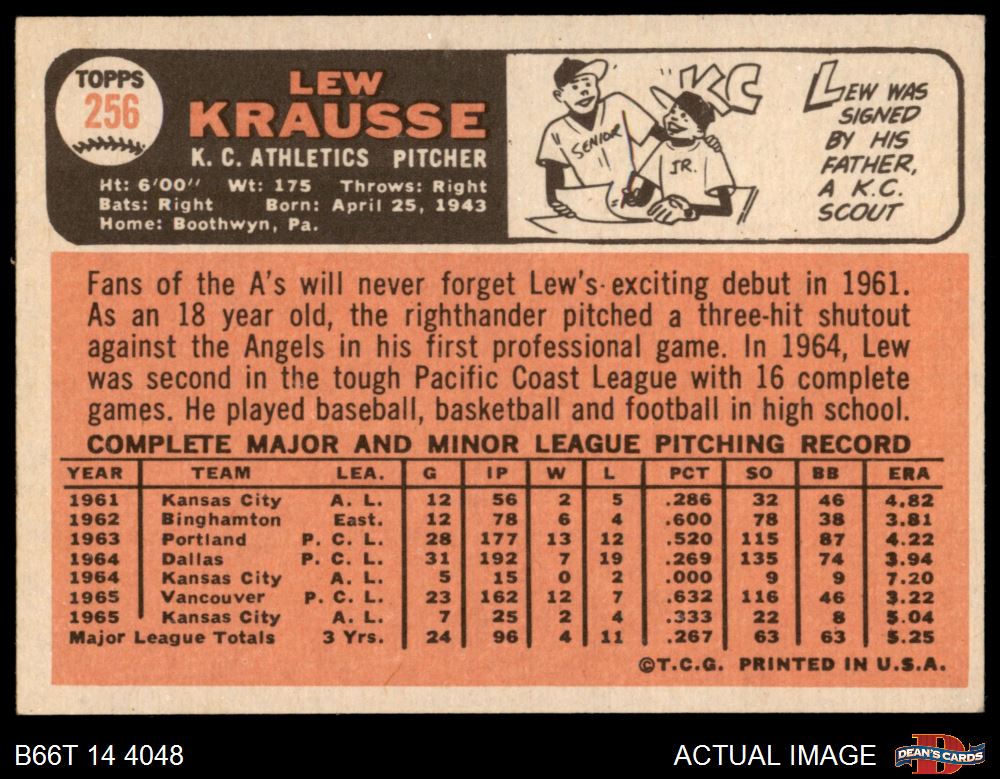 TOPPS
256
LEW
KRAUSSE
K. C. ATHLETICS PITCHER
Ht: 6'00" Wt: 175 Throws: Right
Bats: Right Born: April 25, 1943
Home: Boothwyn, Pa.
KC
SENIOR
JR.
LEW WAS
SIGNED
BY HIS
FATHER,
A K.C.
SCOUT
Fans of the A's will never forget Lew's exciting debut in 1961.
As an 18 year old, the righthander pitched a three-hit shutout
against the Angels in his first professional game. In 1964, Lew
was second in the tough Pacific Coast League with 16 complete
games. He played baseball, basketball and football in high school.
COMPLETE MAJOR AND MINOR LEAGUE PITCHING RECORD
YEAR TEAM LEA. G IP W L PCT SO BB ERA
1961 Kansas City A. L. 12 56 2 5 .286 32 46 4.82
1962 Binghamton East. 12 78 6 4 .600 78 38 3.81
1963 Portland P. C. L. 28 177 13 12 .520 115 87 4.22
1964 Dallas P. C. L. 31 192 7 19 .269 135 74 3.94
1964 Kansas City A. L. 5 15 0 2 .000 9 9 7.20
1965 Vancouver P. C. L. 23 162 12 7 .632 116 46 3.22
1965 Kansas City A. L. 7 25 2 4 .333 22 8 5.04
Major League Totals 3 Yrs. 24 96 4 11 .267 63 63 5.25
©T.C.G. PRINTED IN U.S.A.
B66T 14 4048
ACTUAL IMAGE
DEAN'S CARDS